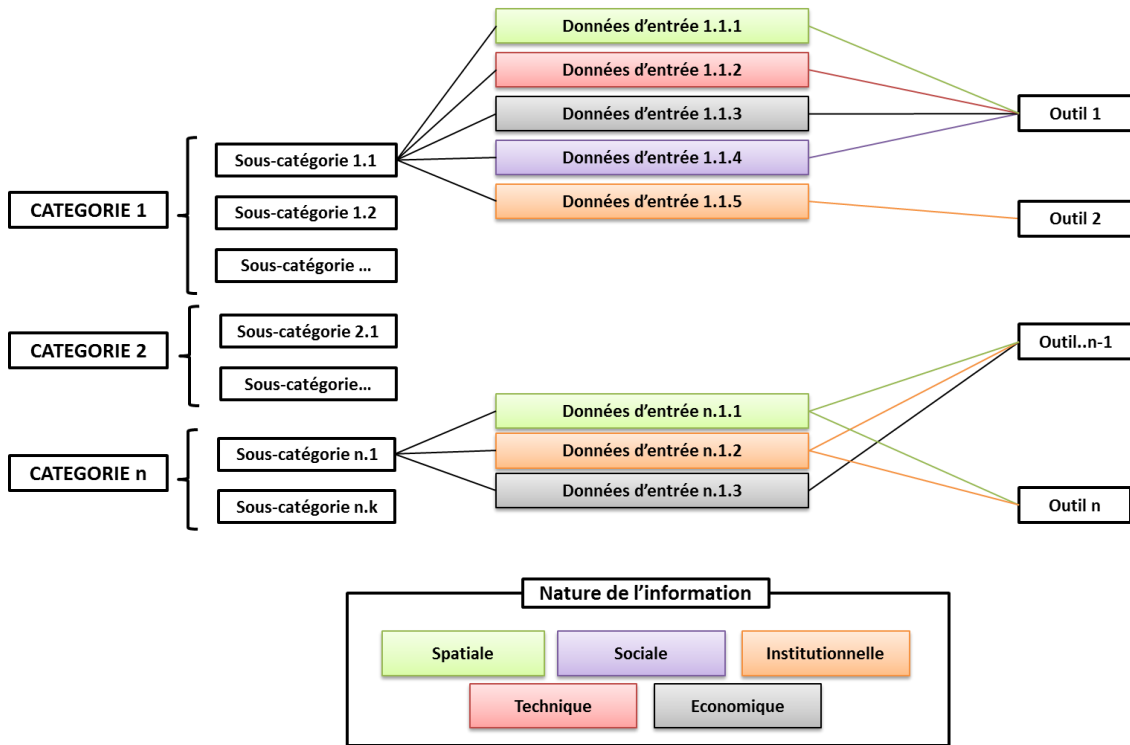 Données d'entrée 1.1.1
Données d'entrée 1.1.2
Données d'entrée 1.1.3
Outil 1
Sous-catégorie 1.1
Données d'entrée 1.1.4
CATEGORIE 1
Sous-catégorie 1.2
Données d'entrée 1.1.5
Outil 2
Sous-catégorie ...
Sous-catégorie 2.1
CATEGORIE 2
Outil..n-1
Sous-catégorie...
Données d'entrée n.1.1
Sous-catégorie n.1
Données d'entrée n.1.2
CATEGORIE n
Données d'entrée n.1.3
Sous-catégorie n.k
Outil n
Nature de l'information
Spatiale
Sociale
Institutionnelle
Technique
Economique